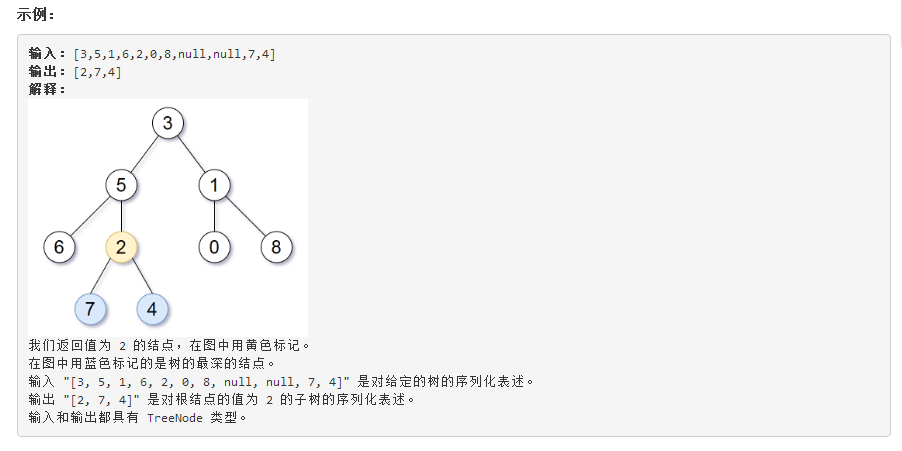 示例：
输入：[3,5,1,6,2,0,8,null,null,7,4]
输出：[2,7,4]
解释：
3
5 1
6 2 0 8
7 4
我们返回值为 2 的结点，在图中用黄色标记。
在图中用蓝色标记的是树的最深的结点。
输入 "[3, 5, 1, 6, 2, 0, 8, null, null, 7, 4]" 是对给定的树的序列化表述。
输出 "[2, 7, 4]" 是对根结点的值为 2 的子树的序列化表述。
输入和输出都具有 TreeNode 类型。